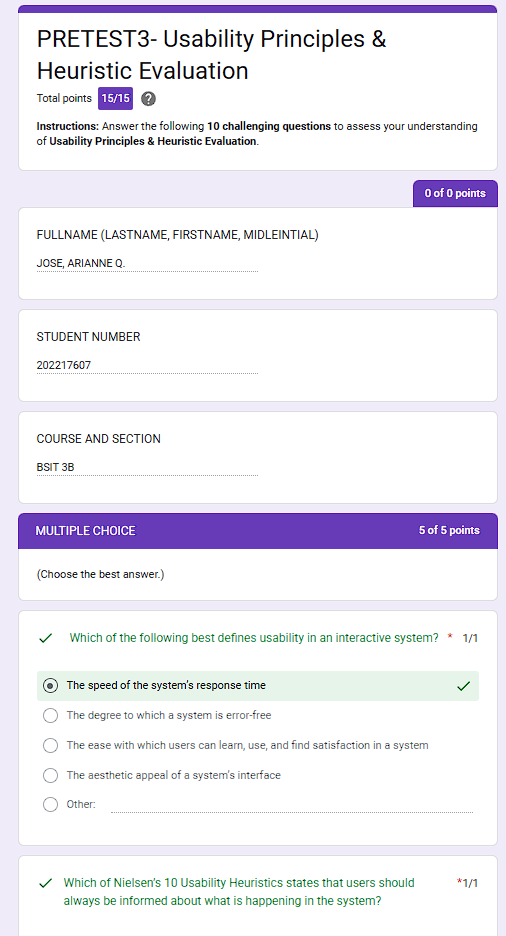 PRETEST3- Usability Principles &
Heuristic Evaluation
Total points 15/15 ?
Instructions: Answer the following 10 challenging questions to assess your understanding
of Usability Principles & Heuristic Evaluation.
0 of 0 points
FULLNAME (LASTNAME, FIRSTNAME, MIDLEINTIAL)
JOSE, ARIANNE Q.
STUDENT NUMBER
202217607
COURSE AND SECTION
BSIT 3B
MULTIPLE CHOICE 5 of 5 points
(Choose the best answer.)
Which of the following best defines usability in an interactive system? * 1/1
The speed of the system's response time
The degree to which a system is error-free
The ease with which users can learn, use, and find satisfaction in a system
The aesthetic appeal of a system's interface
Other:
Which of Nielsen's 10 Usability Heuristics states that users should *1/1
always be informed about what is happening in the system?